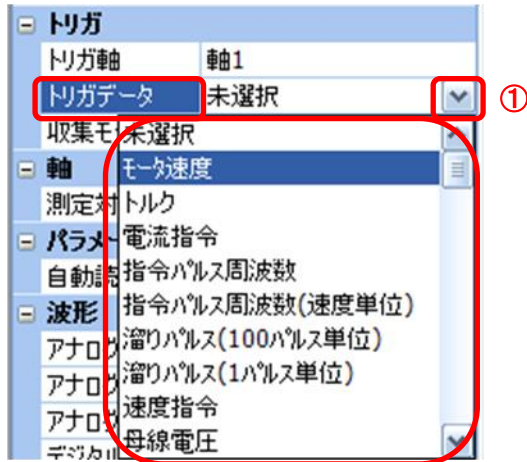 トリガ
トリガ軸 軸1
トリガデータ 未選択 ①
収集モ 未選択
軸 モータ速度
測定対 トルク
パラメー 電流指令
自動読 指令パルス周波数
波形 指令パルス周波数(速度単位)
アナログ 溜りパルス(100パルス単位)
アナログ 溜りパルス(1パルス単位)
アナログ 速度指令
デジタル 母線電圧